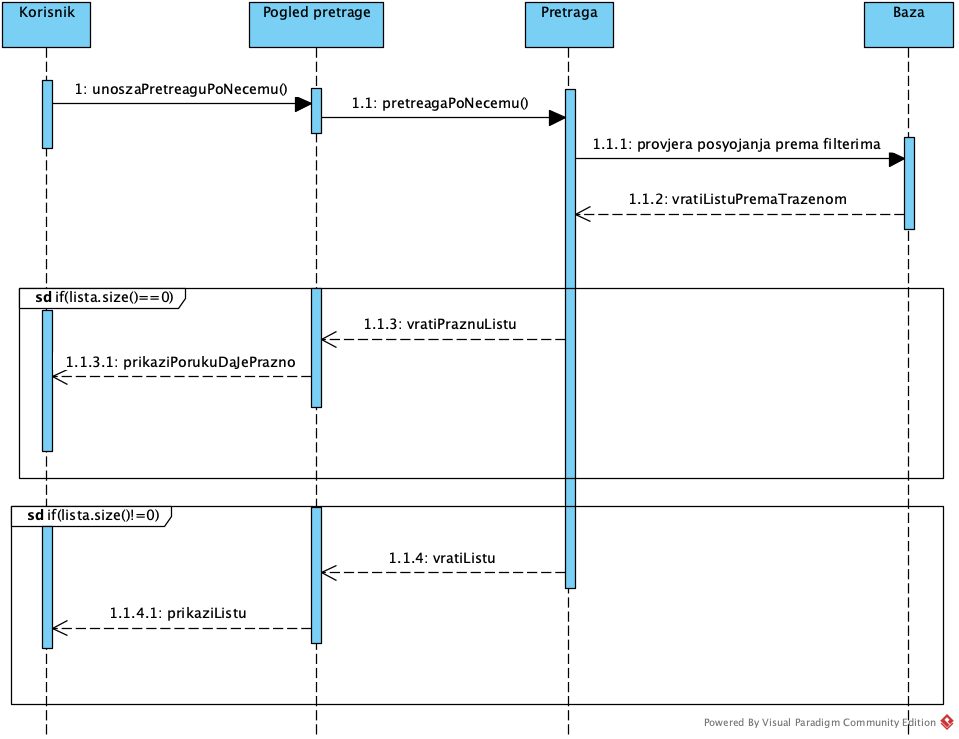 Korisnik
Pogled pretrage
Pretraga
Baza
1: unoszaPretreaguPoNecemu()
1.1: pretreagaPoNecemu()
1.1.1: provjera posyojanja prema filterima
1.1.2: vratiListuPremaTrazenom
sd if(lista.size()==0)
1.1.3: vratiPraznuListu
1.1.3.1: prikaziPorukuDaJePrazno
sd if(lista.size()!=0)
1.1.4: vratiListu
1.1.4.1: prikaziListu
Powered By Visual Paradigm Community Edition